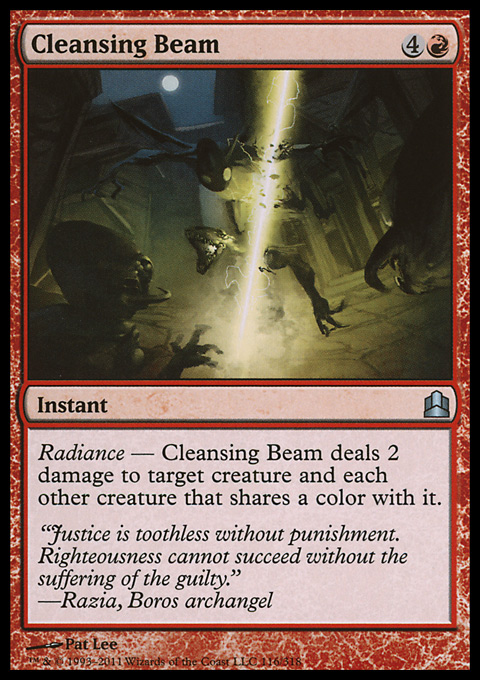 Cleansing Beam 4
Instant
Radiance — Cleansing Beam deals 2
damage to target creature and each
other creature that shares a color with it.
"Justice is toothless without punishment.
Righteousness cannot succeed without the
suffering of the guilty."
—Razia, Boros archangel
Pat Lee
™ & © 1993–2011 Wizards of the Coast LLC 116/318